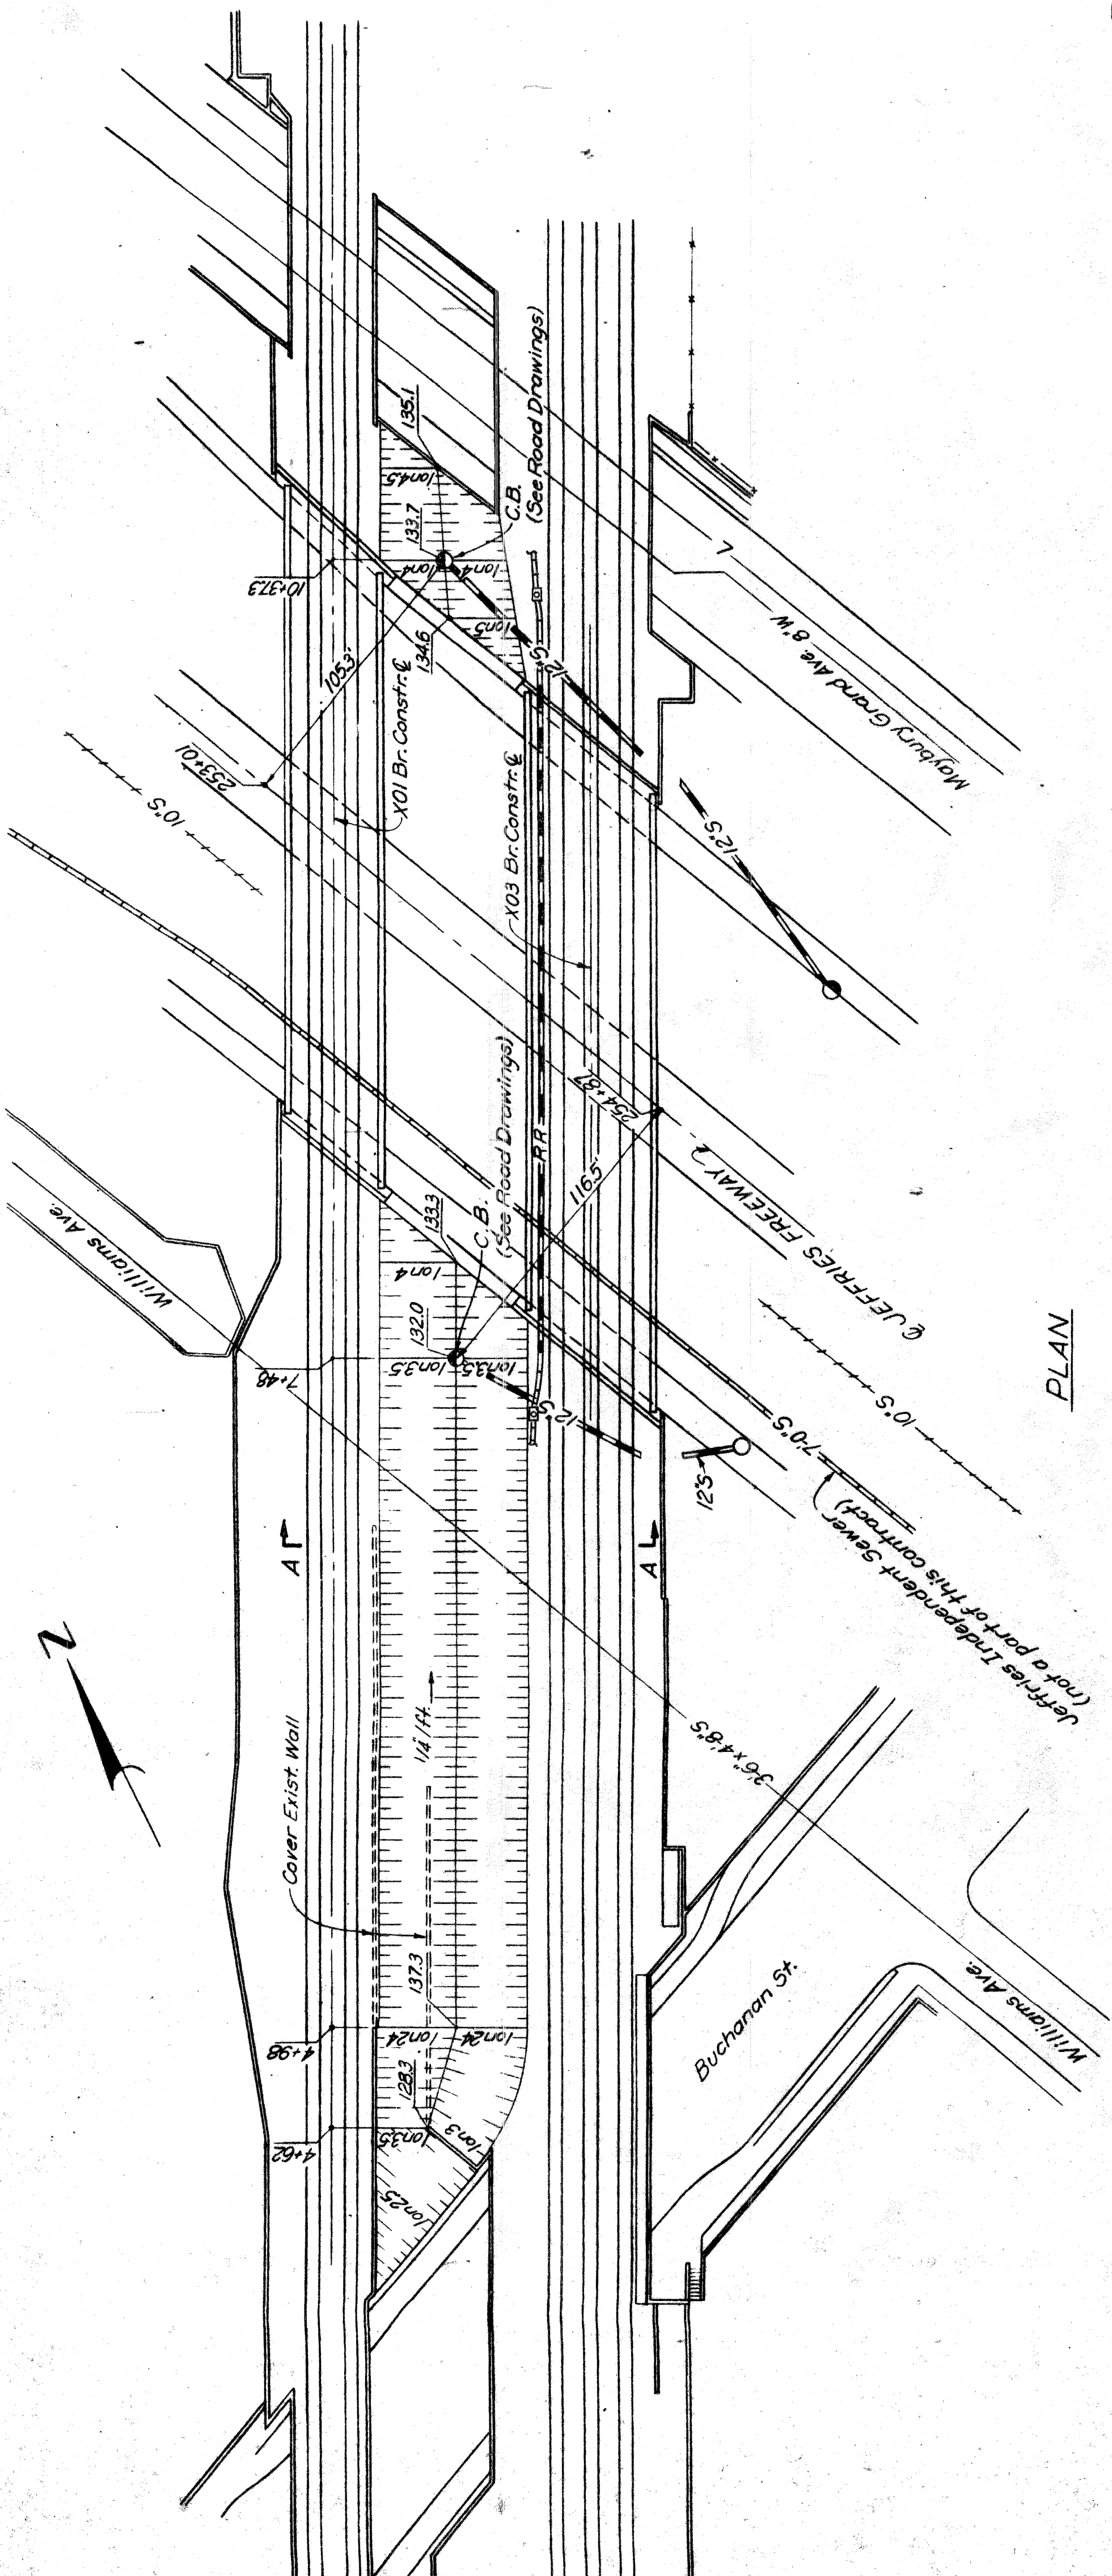 135.1
1on4.5
133.7
C.B.
(See Road Drawings)
1on4
1on4
10+37.3
1on5
134.6
12"S
105.3'
X01 Br. Constr. ℄
253+01
10"S
X03 Br. Constr. ℄
L
Maybury Grand Ave. 8"W
12"S
254+87
116.5'
RR
C.B.
(See Road Drawings)
133.3
1on4
132.0
1on3.5
1on3.5
7+48
Williams Ave.
12"S
12"S
℄ JEFFRIES FREEWAY
10"S
7'-0"S
Jeffries Independent Sewer
(not a part of this contract)
PLAN
A
A
N
Cover Exist. Wall
1/4"/ft.
3'6"x4'-8"S
137.3
1on24
1on24
4+98
128.3
1on3.5
1on3
4+62
1on2.5
Buchanan St.
Williams Ave.